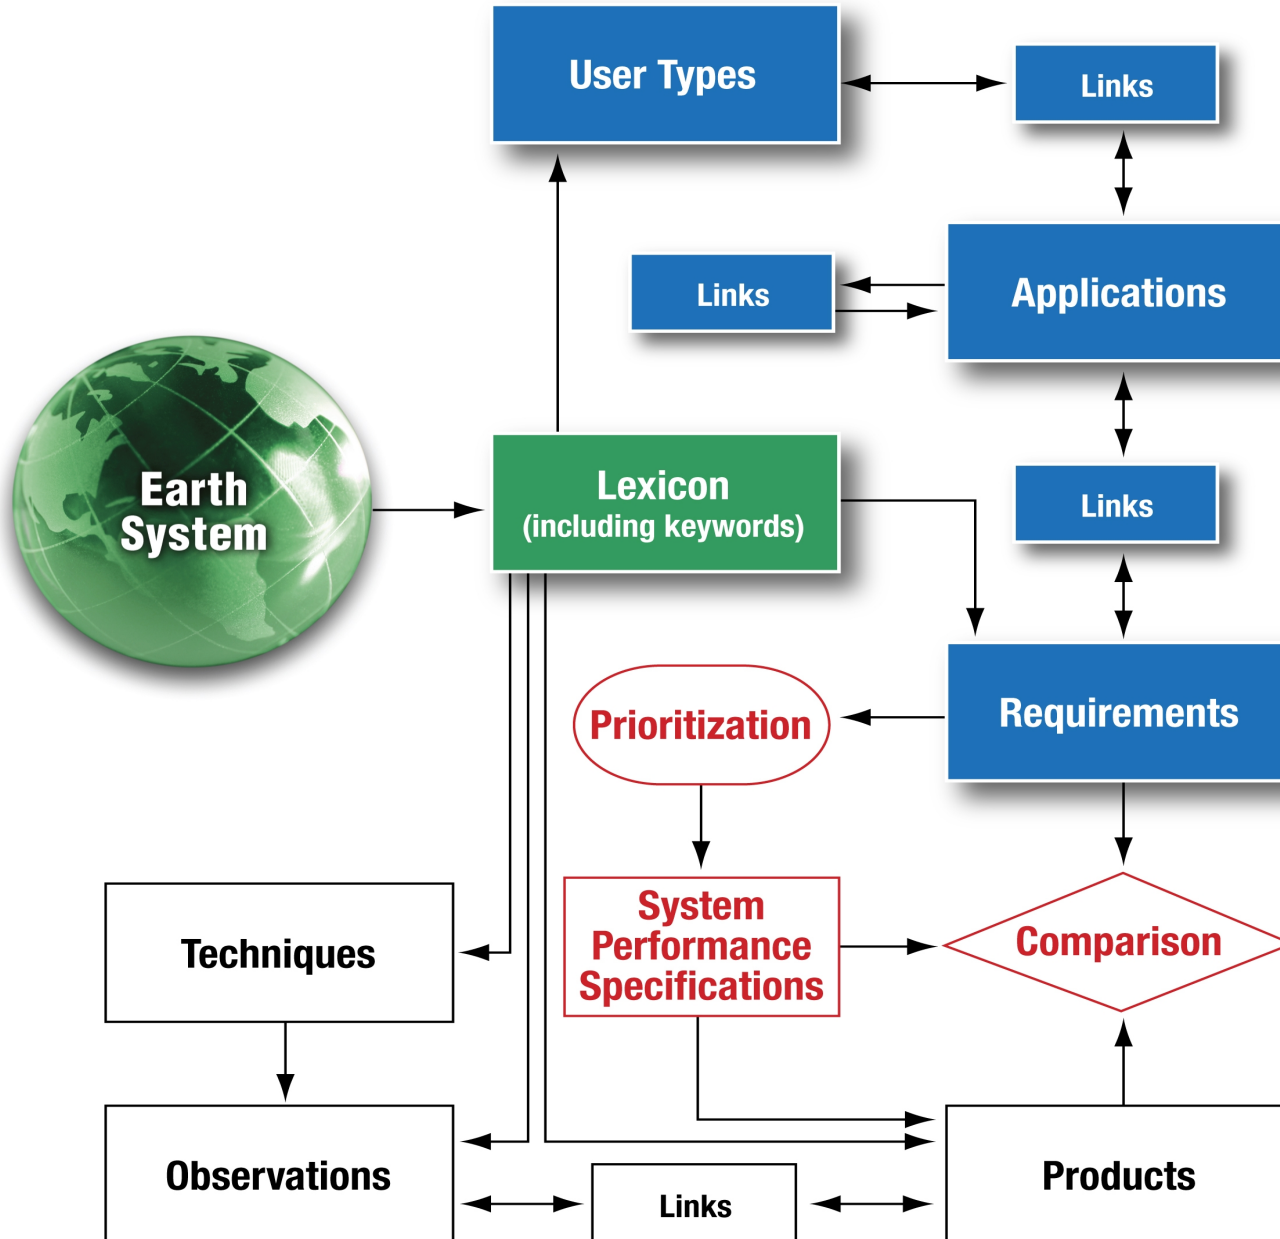 User Types
Links
Links
Applications
Earth
System
Lexicon
(including keywords)
Links
Prioritization
Requirements
System
Performance
Specifications
Comparison
Techniques
Observations
Links
Products